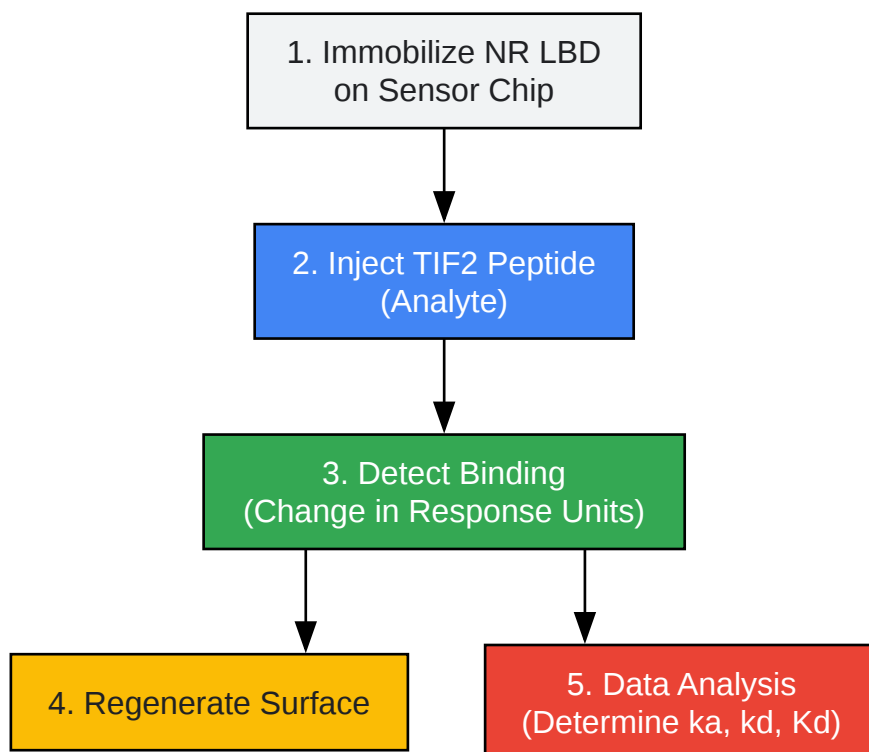 1. Immobilize NR LBD
on Sensor Chip
2. Inject TIF2 Peptide
(Analyte)
3. Detect Binding
(Change in Response Units)
4. Regenerate Surface
5. Data Analysis
(Determine ka, kd, Kd)